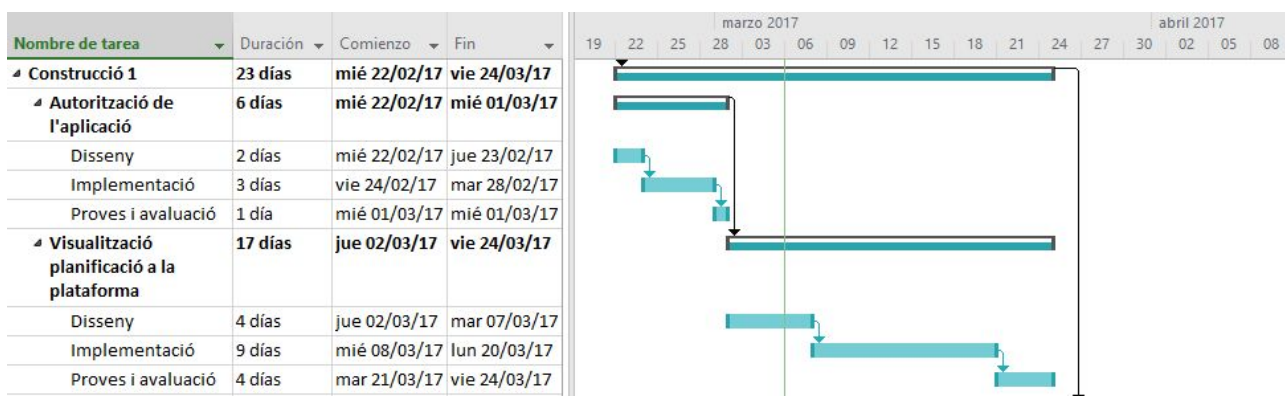 marzo 2017 abril 2017
Nombre de tarea Duración Comienzo Fin 19 22 25 28 03 06 09 12 15 18 21 24 27 30 02 05 08
Construcció 1 23 días mié 22/02/17 vie 24/03/17
Autorització de 6 días mié 22/02/17 mié 01/03/17
l'aplicació
Disseny 2 días mié 22/02/17 jue 23/02/17
Implementació 3 días vie 24/02/17 mar 28/02/17
Proves i avaluació 1 día mié 01/03/17 mié 01/03/17
Visualització 17 días jue 02/03/17 vie 24/03/17
planificació a la
plataforma
Disseny 4 días jue 02/03/17 mar 07/03/17
Implementació 9 días mié 08/03/17 lun 20/03/17
Proves i avaluació 4 días mar 21/03/17 vie 24/03/17